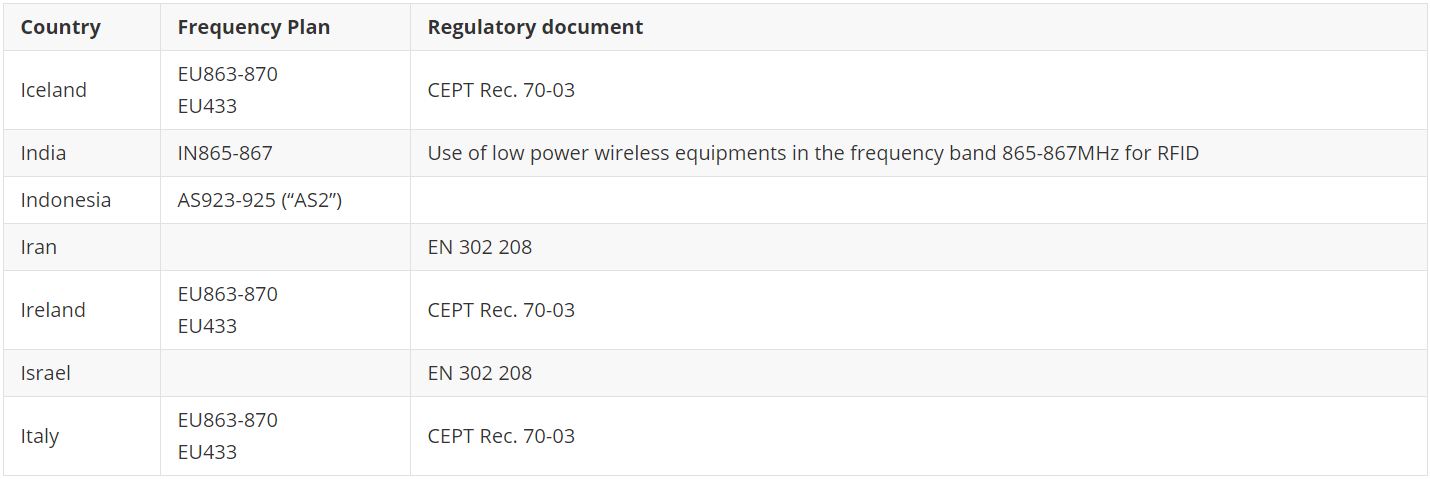 Country Frequency Plan Regulatory document
Iceland EU863-870 EU433 CEPT Rec. 70-03
India IN865-867 Use of low power wireless equipments in the frequency band 865-867MHz for RFID
Indonesia AS923-925 (“AS2”)
Iran EN 302 208
Ireland EU863-870 EU433 CEPT Rec. 70-03
Israel EN 302 208
Italy EU863-870 EU433 CEPT Rec. 70-03